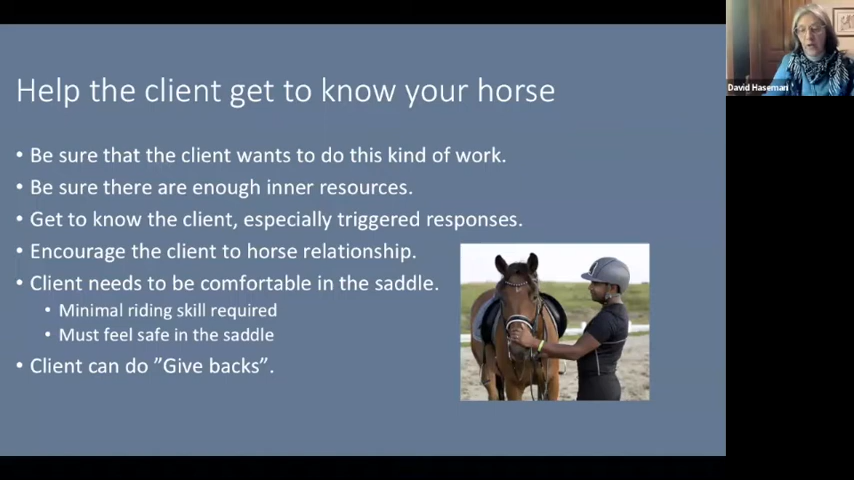 Help the client get to know your horse
• Be sure that the client wants to do this kind of work.
• Be sure there are enough inner resources.
• Get to know the client, especially triggered responses.
• Encourage the client to horse relationship.
• Client needs to be comfortable in the saddle.
• Minimal riding skill required
• Must feel safe in the saddle
• Client can do ”Give backs”.
David Haseman